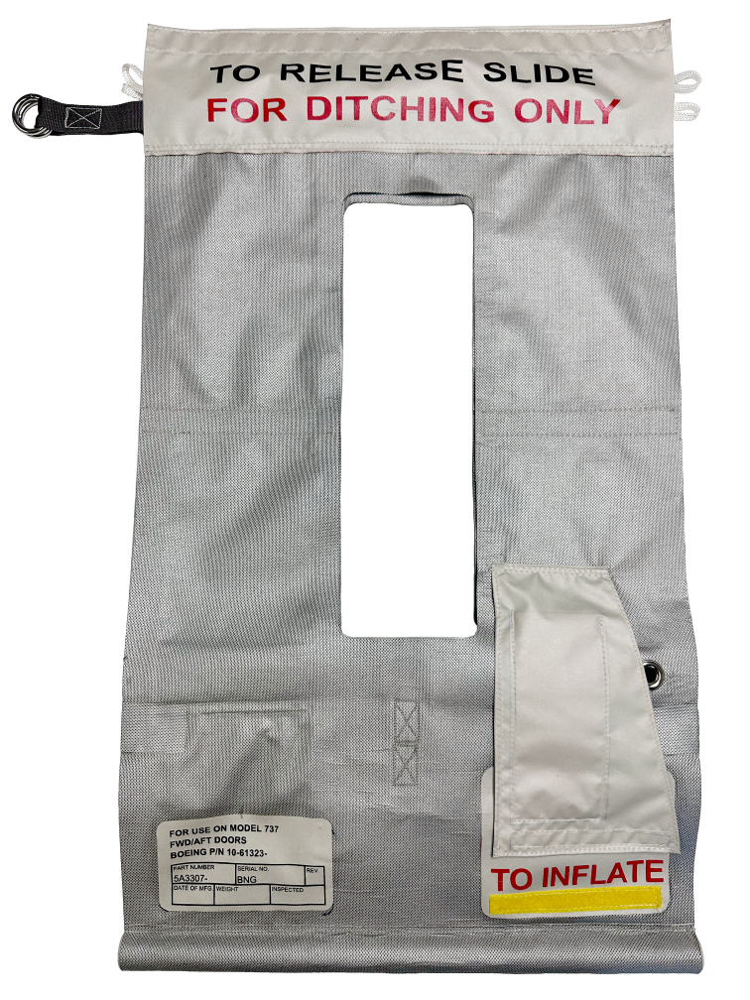 TO RELEASE SLIDE
FOR DITCHING ONLY
FOR USE ON MODEL 737
FWD/AFT DOORS
BOEING P/N 10-61323-
PART NUMBER SERIAL NO. REV.
5A3307- BNG
DATE OF MFG. WEIGHT INSPECTED
TO INFLATE